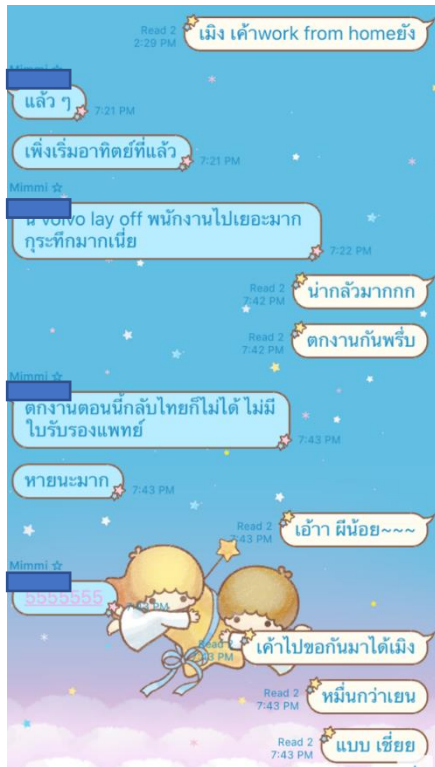 Read 2
2:29 PM
เมิง เค้าwork from homeยัง
แล้ว ๆ
7:21 PM
เพิ่งเริ่มอาทิตย์ที่แล้ว
7:21 PM
Mimmi ☆
volvo lay off พนักงานไปเยอะมาก
กุระทึกมากเนี่ย
7:22 PM
Read 2
7:42 PM
น่ากลัวมากกก
Read 2
7:42 PM
ตกงานกันพรึ่บ
Mimmi ☆
ตกงานตอนนี้กลับไทยก็ไม่ได้ ไม่มี
ใบรับรองแพทย์
7:43 PM
หายนะมาก
7:43 PM
Read 2
7:43 PM
เอ้าา ผีน้อย~~~
Mimmi ☆
5555555
7:43 PM
Read 2
7:43 PM
เค้าไปขอกันมาได้เมิง
Read 2
7:43 PM
หมื่นกว่าเยน
Read 2
7:43 PM
แบบ เชี่ยย